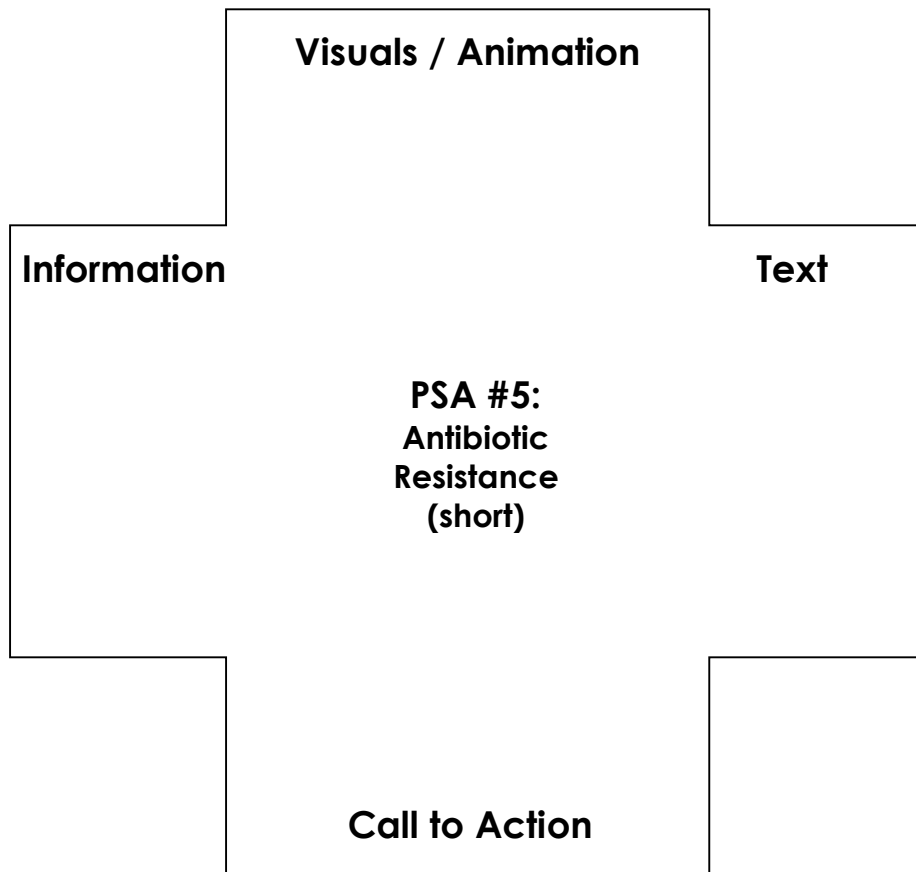 Visuals / Animation
Information
Text
PSA #5:
Antibiotic
Resistance
(short)
Call to Action